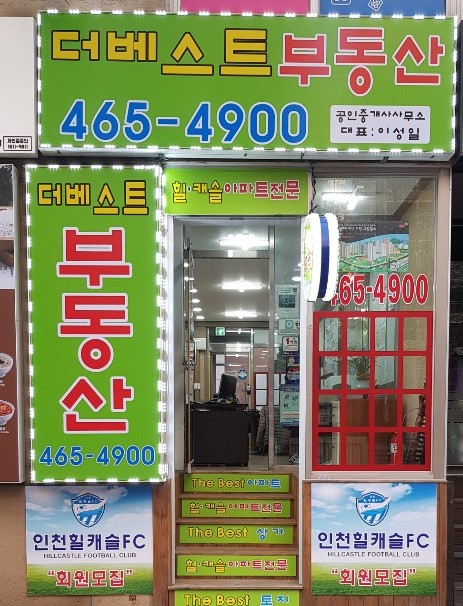 더베스트부동산
465-4900
공인중개사사무소
대표:이성일
더베스트
부동산
465-4900
힐·캐슬아파트전문
465-4900
The Best 아파트
힐·캐슬아파트전문
The Best 상가
힐·캐슬아파트전문
The Best 토지
인천힐캐슬FC
HILLCASTLE FOOTBALL CLUB
"회원모집"
인천힐캐슬FC
HILLCASTLE FOOTBALL CLUB
"회원모집"